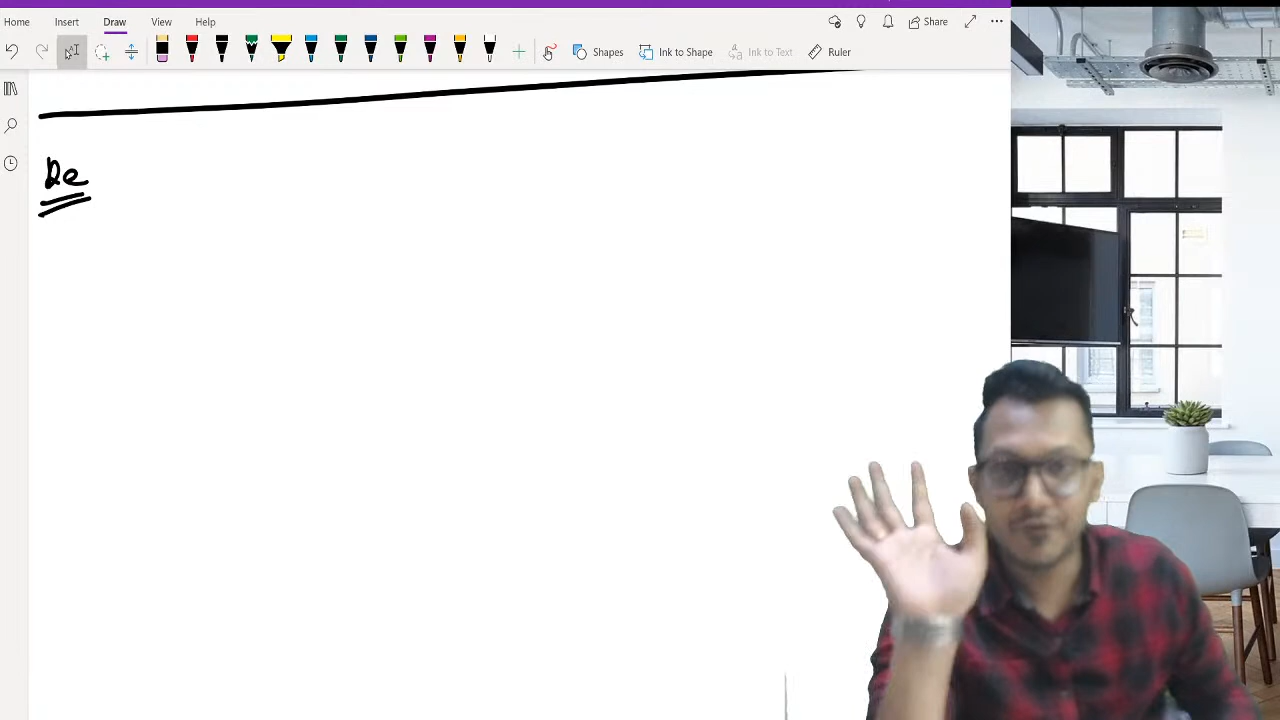 Home Insert Draw View Help Share
Ink to Shape Ink to Text Ruler Shapes
De